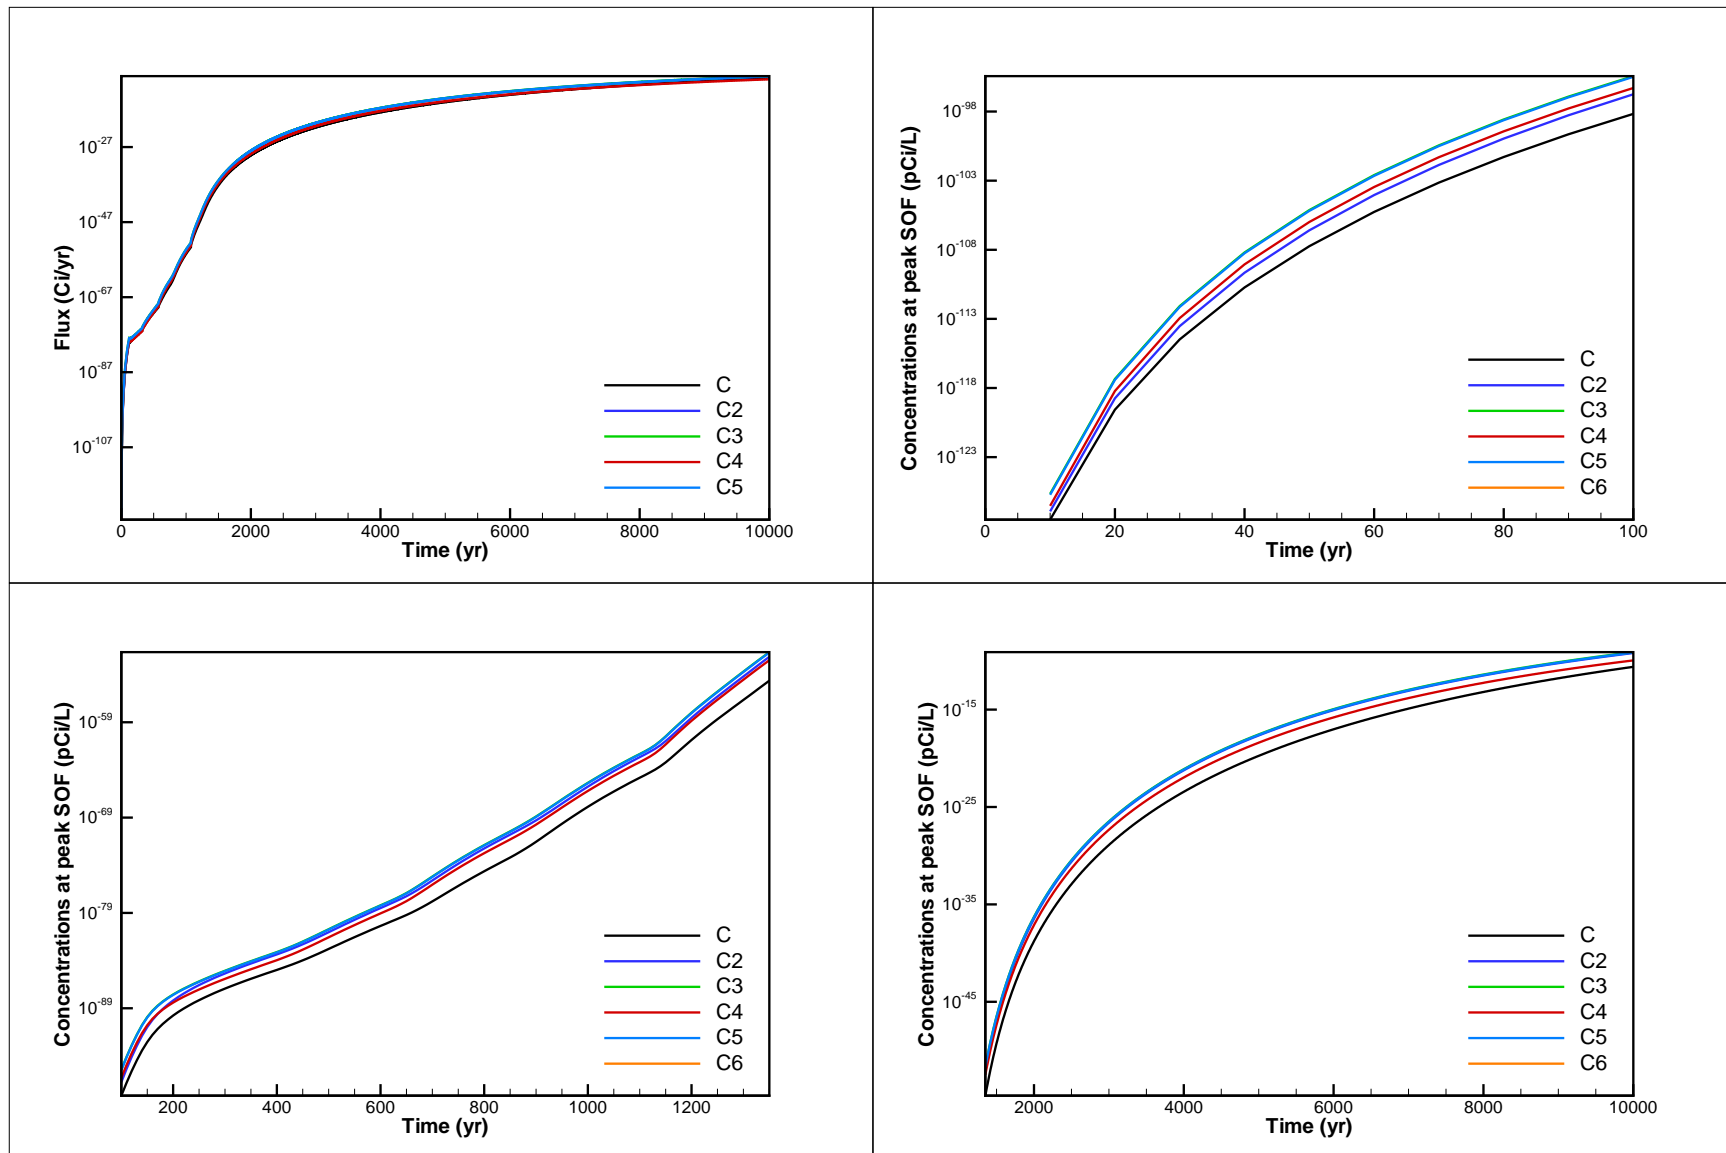 Flux (Ci/yr)
10^-27
10^-47
10^-67
10^-87
10^-107
C
C2
C3
C4
C5
0 2000 4000 6000 8000 10000
Time (yr)
Concentrations at peak SOF (pCi/L)
10^-98
10^-103
10^-108
10^-113
10^-118
10^-123
C
C2
C3
C4
C5
C6
0 20 40 60 80 100
Time (yr)
Concentrations at peak SOF (pCi/L)
10^-59
10^-69
10^-79
10^-89
C
C2
C3
C4
C5
C6
200 400 600 800 1000 1200
Time (yr)
Concentrations at peak SOF (pCi/L)
10^-15
10^-25
10^-35
10^-45
C
C2
C3
C4
C5
C6
2000 4000 6000 8000 10000
Time (yr)